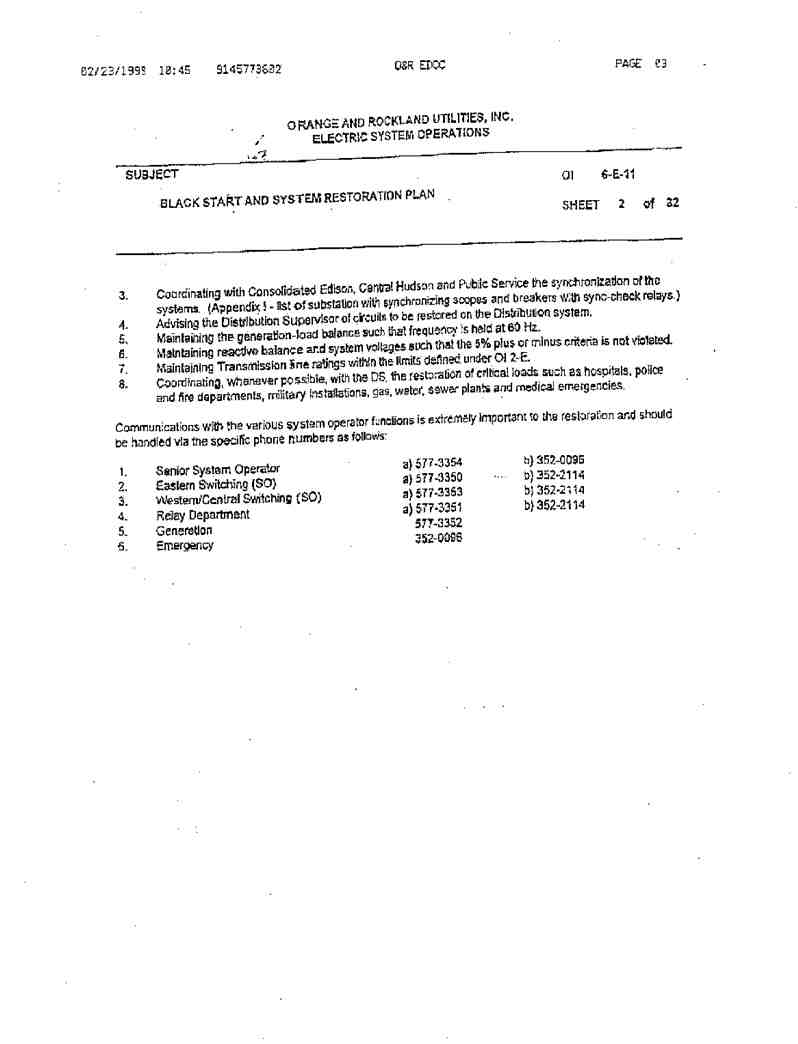 02/23/1999 10:45 9145773682 O&R EDCC PAGE 03
ORANGE AND ROCKLAND UTILITIES, INC.
ELECTRIC SYSTEM OPERATIONS
SUBJECT OI 6-E-11
BLACK START AND SYSTEM RESTORATION PLAN SHEET 2 of 32
3. Coordinating with Consolidated Edison, Central Hudson and Public Service the synchronization of the
systems. (Appendix I - list of substation with synchronizing scopes and breakers with sync-check relays.)
4. Advising the Distribution Supervisor of circuits to be restored on the Distribution system.
5. Maintaining the generation-load balance such that frequency is held at 60 Hz.
6. Maintaining reactive balance and system voltages such that the 5% plus or minus criteria is not violated.
7. Maintaining Transmission line ratings within the limits defined under OI 2-E.
8. Coordinating, whenever possible, with the DS, the restoration of critical loads such as hospitals, police
and fire departments, military installations, gas, water, sewer plants and medical emergencies.
Communications with the various system operator functions is extremely important to the restoration and should
be handled via the specific phone numbers as follows:
1. Senior System Operator a) 577-3354 b) 352-0096
2. Eastern Switching (SO) a) 577-3350 b) 352-2114
3. Western/Central Switching (SO) a) 577-3353 b) 352-2114
4. Relay Department a) 577-3351 b) 352-2114
5. Generation 577-3352
6. Emergency 352-0096